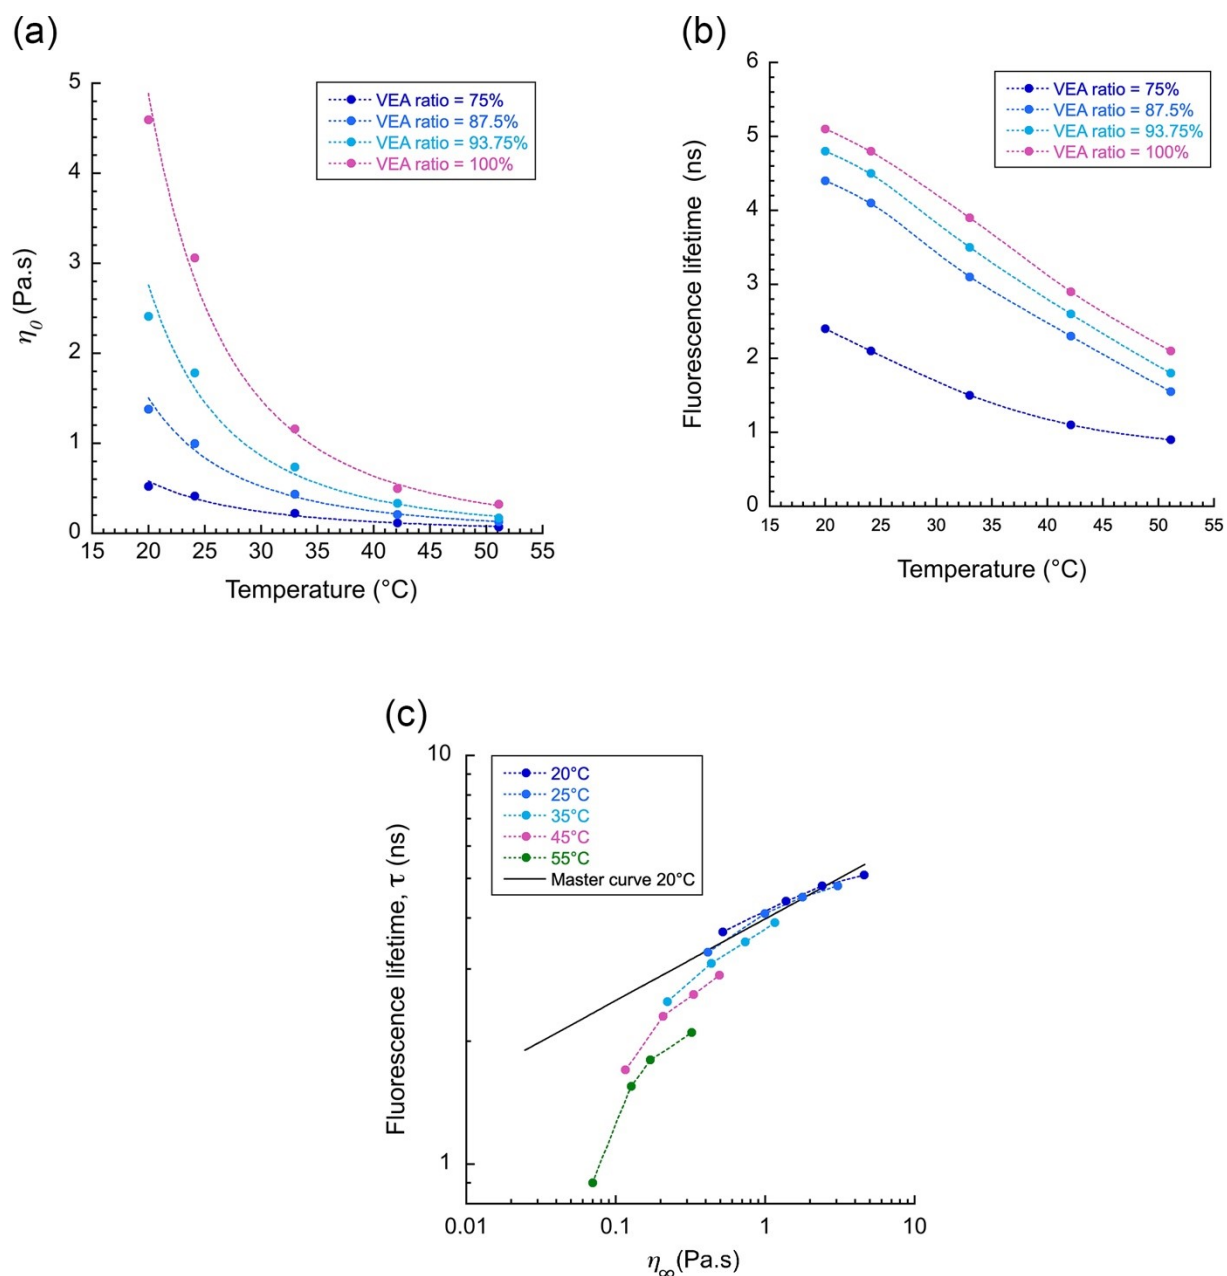 (a)
5
4
3
2
1
0
η0 (Pa.s)
VEA ratio = 75%
VEA ratio = 87.5%
VEA ratio = 93.75%
VEA ratio = 100%
15 20 25 30 35 40 45 50 55
Temperature (°C)
(b)
6
5
4
3
2
1
0
Fluorescence lifetime (ns)
VEA ratio = 75%
VEA ratio = 87.5%
VEA ratio = 93.75%
VEA ratio = 100%
15 20 25 30 35 40 45 50 55
Temperature (°C)
(c)
10
1
Fluorescence lifetime, τ (ns)
20°C
25°C
35°C
45°C
55°C
Master curve 20°C
0.01 0.1 1 10
η∞(Pa.s)